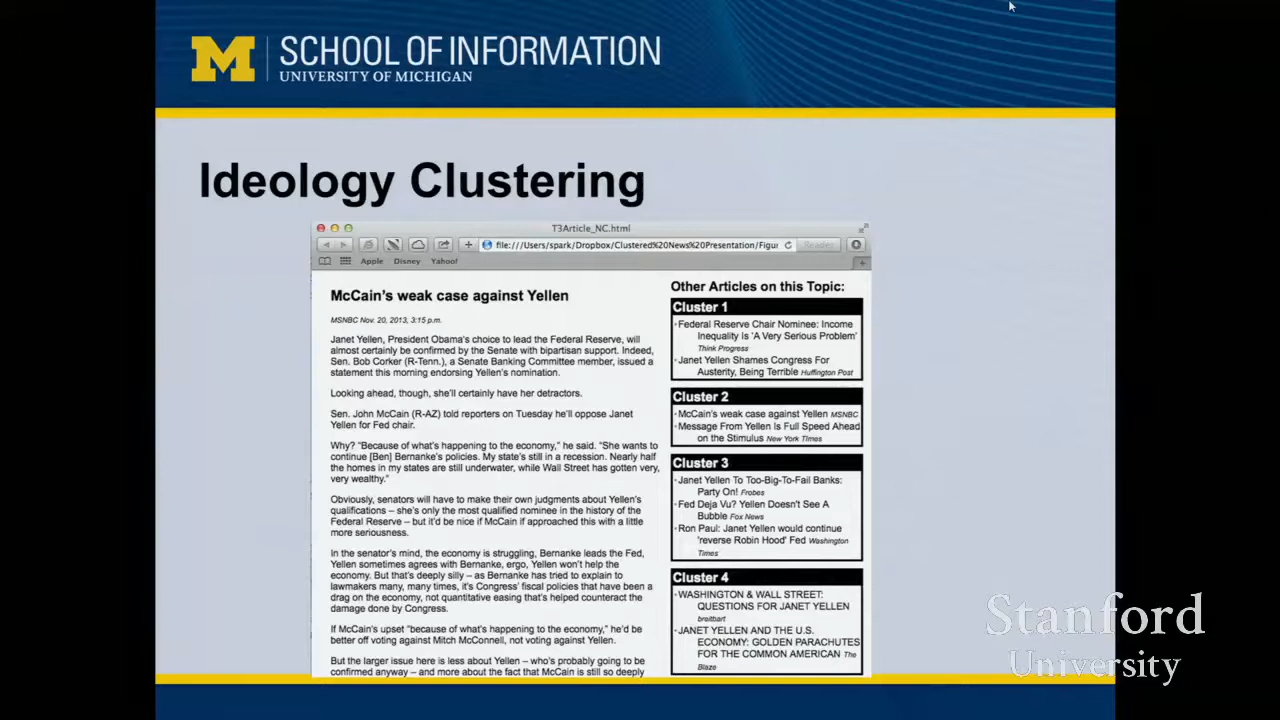 M SCHOOL OF INFORMATION
UNIVERSITY OF MICHIGAN
Ideology Clustering
T3Article_NC.html
file:///Users/spark/Dropbox/Clustered%20News%20Presentation/Figur
Reader
Apple Disney Yahoo!
McCain's weak case against Yellen
MSNBC Nov. 20, 2013, 3:15 p.m.
Janet Yellen, President Obama's choice to lead the Federal Reserve, will
almost certainly be confirmed by the Senate with bipartisan support. Indeed,
Sen. Bob Corker (R-Tenn.), a Senate Banking Committee member, issued a
statement this morning endorsing Yellen's nomination.
Looking ahead, though, she'll certainly have her detractors.
Sen. John McCain (R-AZ) told reporters on Tuesday he'll oppose Janet
Yellen for Fed chair.
Why? "Because of what's happening to the economy," he said. "She wants to
continue [Ben] Bernanke's policies. My state's still in a recession. Nearly half
the homes in my states are still underwater, while Wall Street has gotten very,
very wealthy."
Obviously, senators will have to make their own judgments about Yellen's
qualifications – she's only the most qualified nominee in the history of the
Federal Reserve – but it'd be nice if McCain if approached this with a little
more seriousness.
In the senator's mind, the economy is struggling, Bernanke leads the Fed,
Yellen sometimes agrees with Bernanke, ergo, Yellen won't help the
economy. But that's deeply silly – as Bernanke has tried to explain to
lawmakers many, many times, it's Congress' fiscal policies that have been a
drag on the economy, not quantitative easing that's helped counteract the
damage done by Congress.
If McCain's upset "because of what's happening to the economy," he'd be
better off voting against Mitch McConnell, not voting against Yellen.
But the larger issue here is less about Yellen – who's probably going to be
confirmed anyway – and more about the fact that McCain is still so deeply
Other Articles on this Topic:
Cluster 1
Federal Reserve Chair Nominee: Income
Inequality Is 'A Very Serious Problem'
Think Progress
Janet Yellen Shames Congress For
Austerity, Being Terrible Huffington Post
Cluster 2
McCain's weak case against Yellen MSNBC
Message From Yellen Is Full Speed Ahead
on the Stimulus New York Times
Cluster 3
Janet Yellen To Too-Big-To-Fail Banks:
Party On! Frobes
Fed Deja Vu? Yellen Doesn't See A
Bubble Fox News
Ron Paul: Janet Yellen would continue
'reverse Robin Hood' Fed Washington
Times
Cluster 4
WASHINGTON & WALL STREET:
QUESTIONS FOR JANET YELLEN
breitbart
JANET YELLEN AND THE U.S.
ECONOMY: GOLDEN PARACHUTES
FOR THE COMMON AMERICAN The
Blaze
Stanford
University